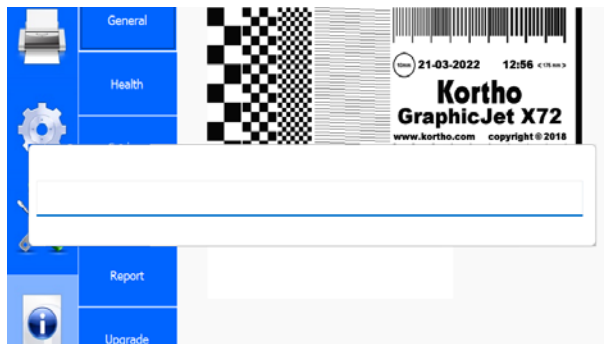 General
Health
Report
Upgrade
21-03-2022 12:56
Kortho
GraphicJet X72
www.kortho.com copyright © 2018